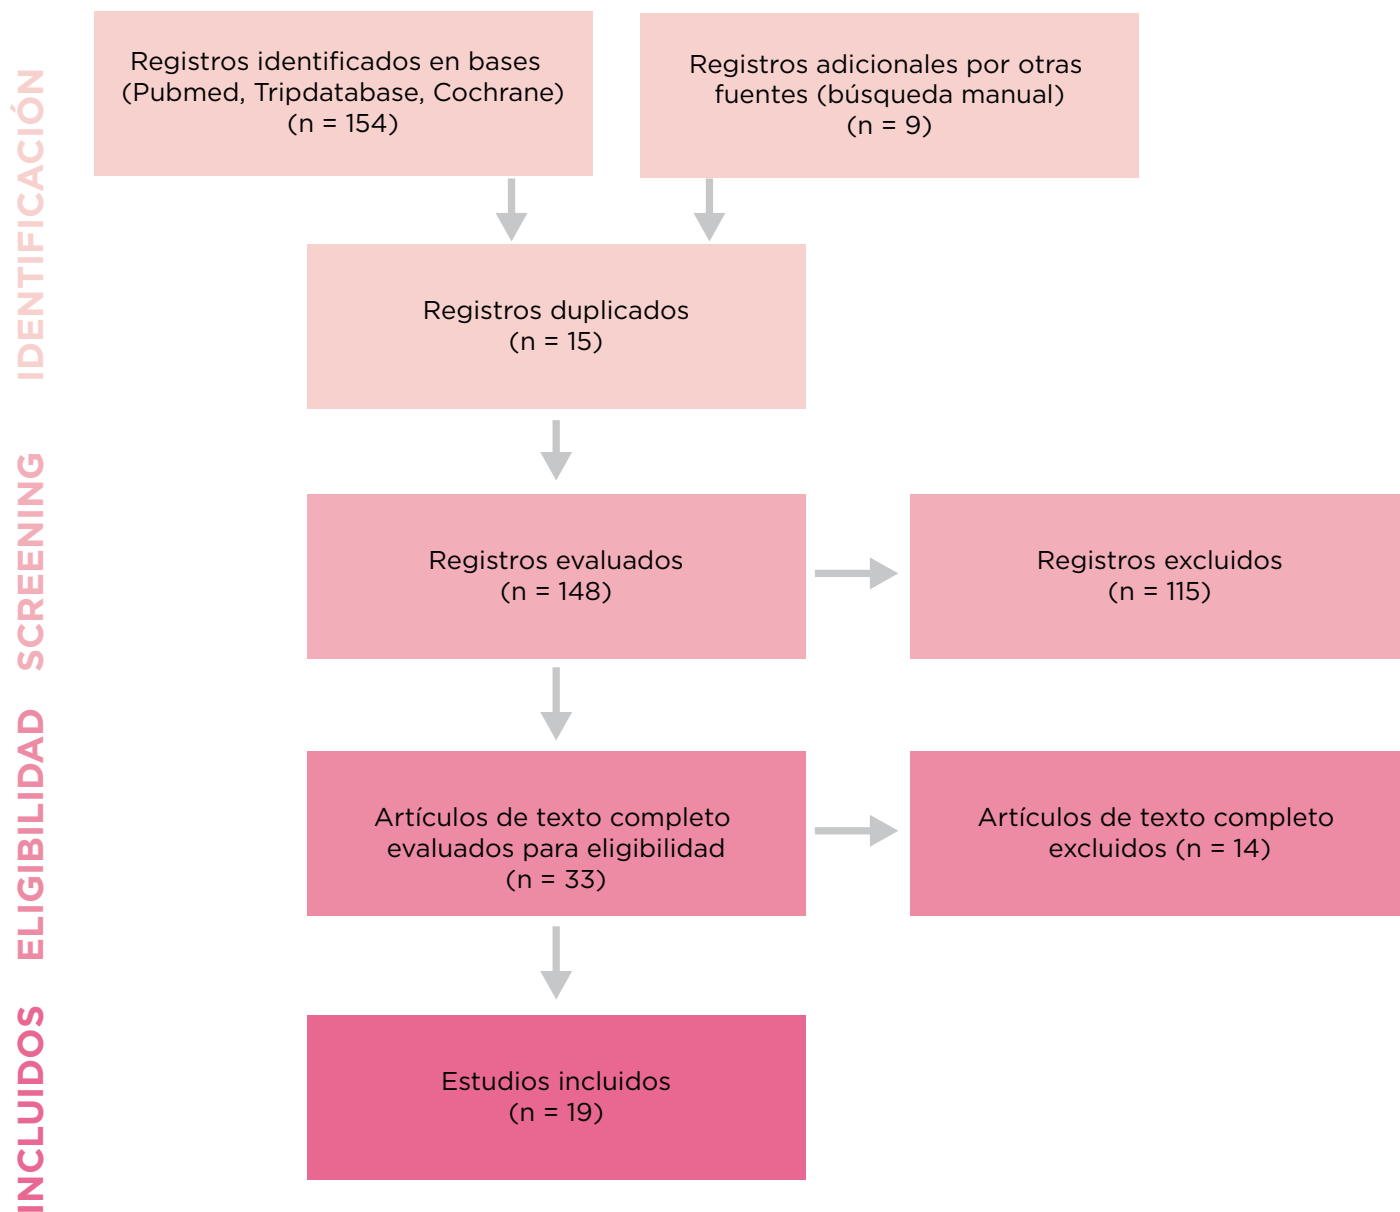 IDENTIFICACIÓN
Registros identificados en bases
(Pubmed, Tripdatabase, Cochrane)
(n = 154)
Registros adicionales por otras
fuentes (búsqueda manual)
(n = 9)
Registros duplicados
(n = 15)
SCREENING
Registros evaluados
(n = 148)
Registros excluidos
(n = 115)
ELIGIBILIDAD
Artículos de texto completo
evaluados para eligibilidad
(n = 33)
Artículos de texto completo
excluidos (n = 14)
INCLUIDOS
Estudios incluidos
(n = 19)